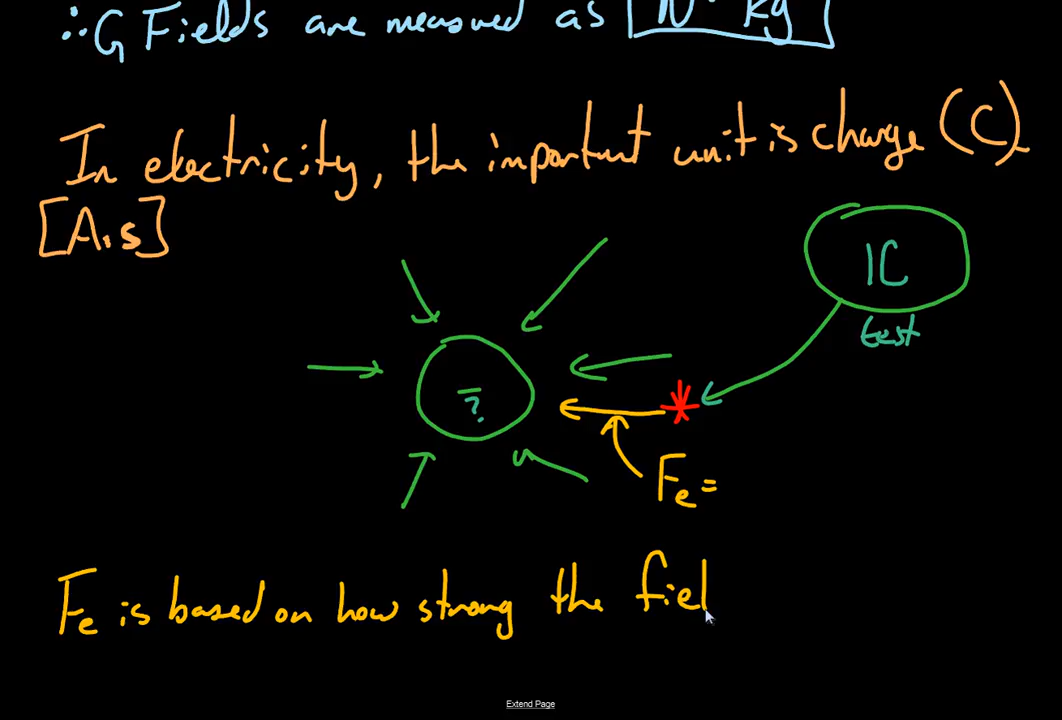 ∴ G Fields are measured as N · kg
In electricity, the important unit is charge (C)
[A.s]
1C
test
– ?
Fe =
Fe is based on how strong the fiel
Extend Page